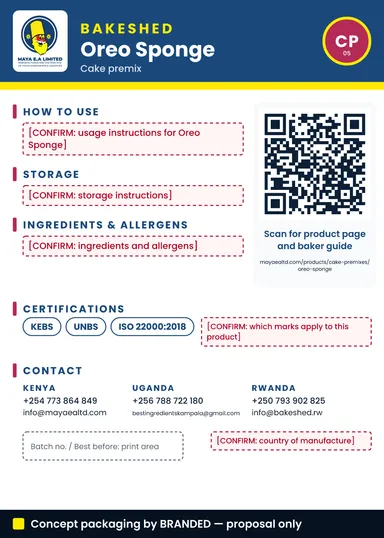 MAYA E.A LIMITED
BAKESHED
Oreo Sponge
Cake premix
CP
05
HOW TO USE
[CONFIRM: usage instructions for Oreo
Sponge]
STORAGE
[CONFIRM: storage instructions]
INGREDIENTS & ALLERGENS
[CONFIRM: ingredients and allergens]
Scan for product page
and baker guide
mayaealtd.com/products/cake-premixes/
oreo-sponge
CERTIFICATIONS
KEBS
UNBS
ISO 22000:2018
[CONFIRM: which marks apply to this
product]
CONTACT
KENYA
+254 773 864 849
info@mayaealtd.com
UGANDA
+256 788 722 180
bestingredientskampala@gmail.com
RWANDA
+250 793 902 825
info@bakeshed.rw
Batch no. / Best before: print area
[CONFIRM: country of manufacture]
Concept packaging by BRANDED — proposal only